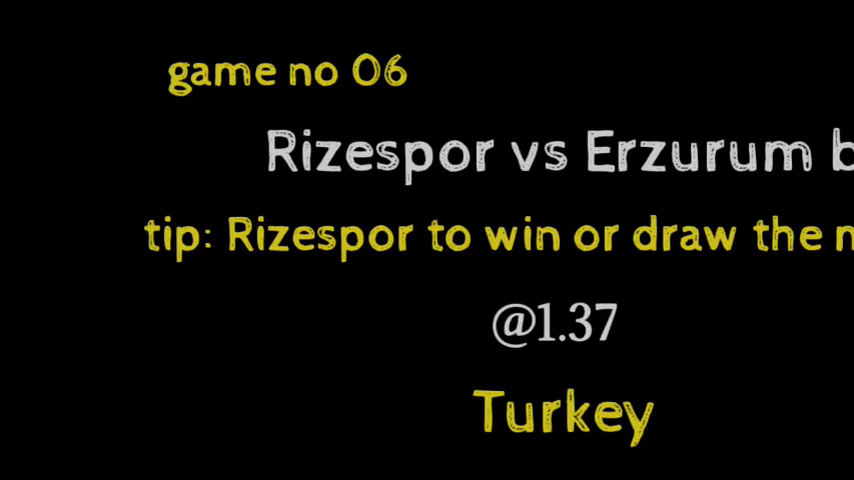 game no 06
Rizespor vs Erzurum
tip: Rizespor to win or draw the
@1.37
Turkey